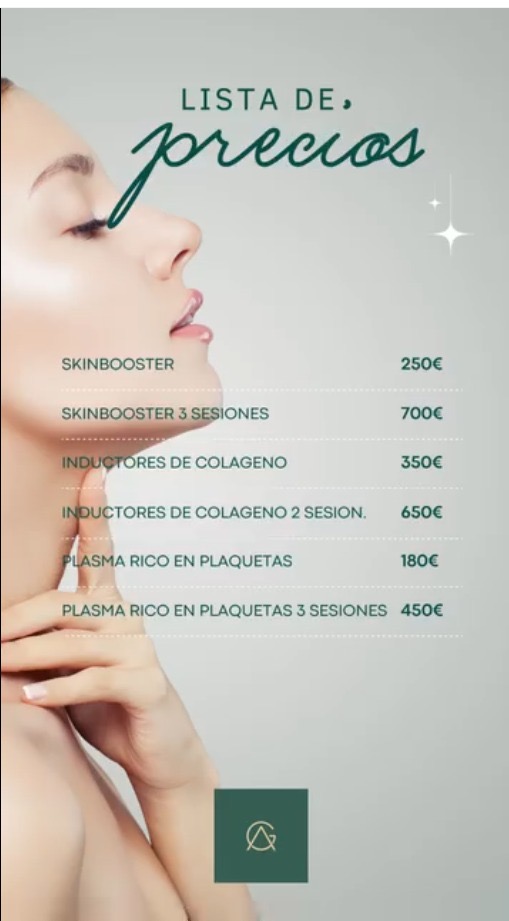 LISTA DE
precios
SKINBOOSTER 250€
SKINBOOSTER 3 SESIONES 700€
INDUCTORES DE COLAGENO 350€
INDUCTORES DE COLAGENO 2 SESION. 650€
PLASMA RICO EN PLAQUETAS 180€
PLASMA RICO EN PLAQUETAS 3 SESIONES 450€